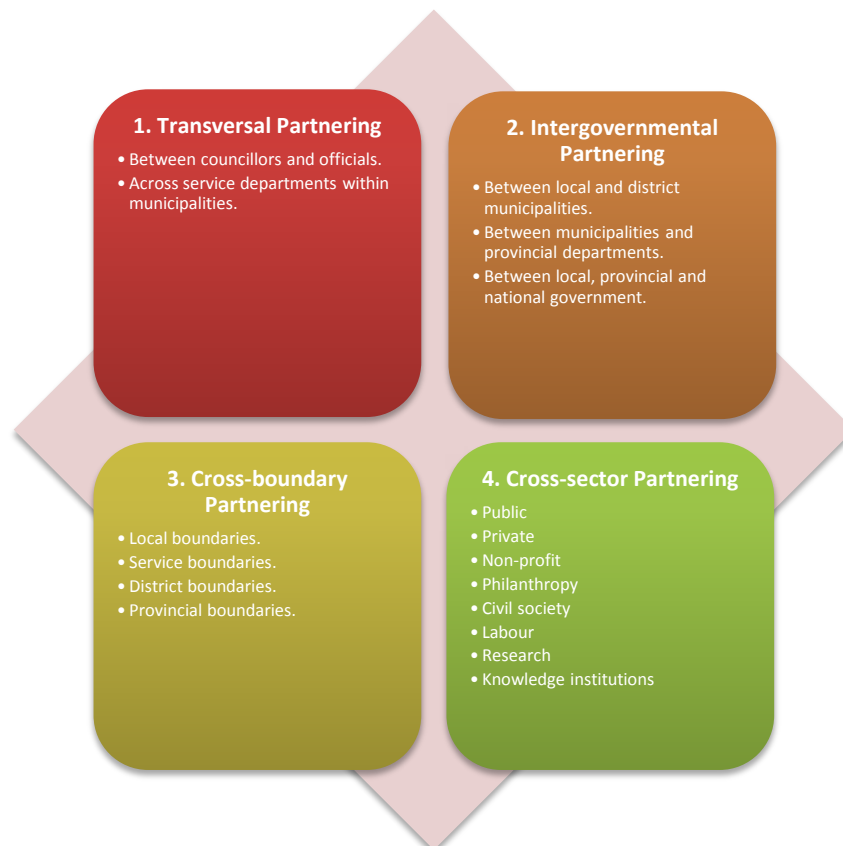 1. Transversal Partnering
• Between councillors and officials.
• Across service departments within
municipalities.
2. Intergovernmental
Partnering
• Between local and district
municipalities.
• Between municipalities and
provincial departments.
• Between local, provincial and
national government.
3. Cross-boundary
Partnering
• Local boundaries.
• Service boundaries.
• District boundaries.
• Provincial boundaries.
4. Cross-sector Partnering
• Public
• Private
• Non-profit
• Philanthropy
• Civil society
• Labour
• Research
• Knowledge institutions